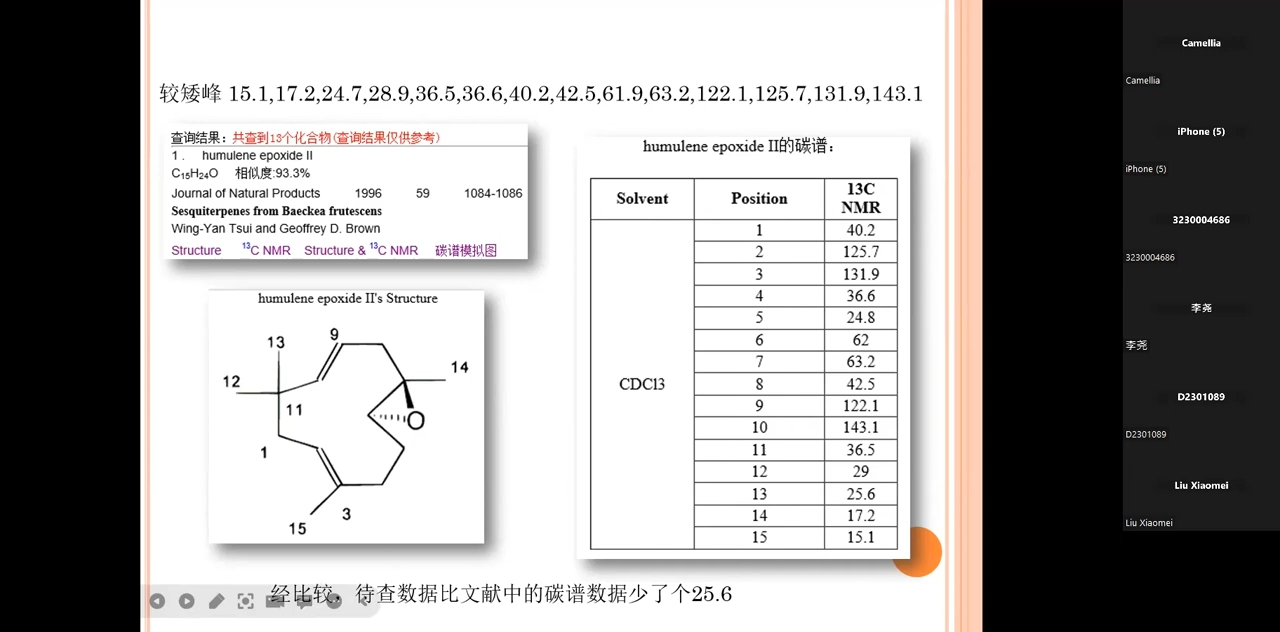 较矮峰 15.1,17.2,24.7,28.9,36.5,36.6,40.2,42.5,61.9,63.2,122.1,125.7,131.9,143.1
查询结果：共查到13个化合物(查询结果仅供参考)
1 . humulene epoxide II
C₁₅H₂₄O 相似度:93.3%
Journal of Natural Products 1996 59 1084-1086
Sesquiterpenes from Baeckea frutescens
Wing-Yan Tsui and Geoffrey D. Brown
Structure ¹³C NMR Structure & ¹³C NMR 碳谱模拟图
humulene epoxide II's Structure
9
13
14
12
11
O
1
3
15
humulene epoxide II的碳谱：
Solvent Position 13C NMR
CDCl3
1 40.2
2 125.7
3 131.9
4 36.6
5 24.8
6 62
7 63.2
8 42.5
9 122.1
10 143.1
11 36.5
12 29
13 25.6
14 17.2
15 15.1
经比较，待查数据比文献中的碳谱数据少了个25.6
Camellia
Camellia
iPhone (5)
iPhone (5)
3230004686
3230004686
李尧
李尧
D2301089
D2301089
Liu Xiaomei
Liu Xiaomei